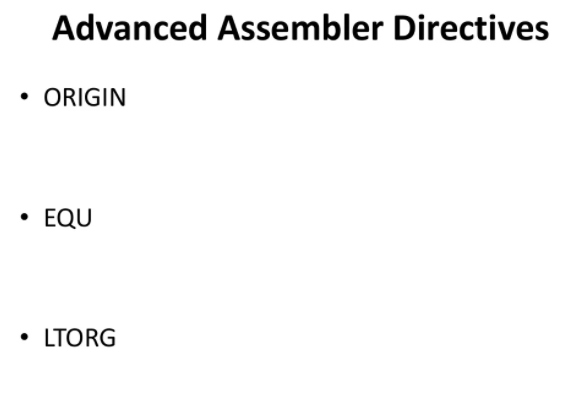 Advanced Assembler Directives
• ORIGIN
• EQU
• LTORG